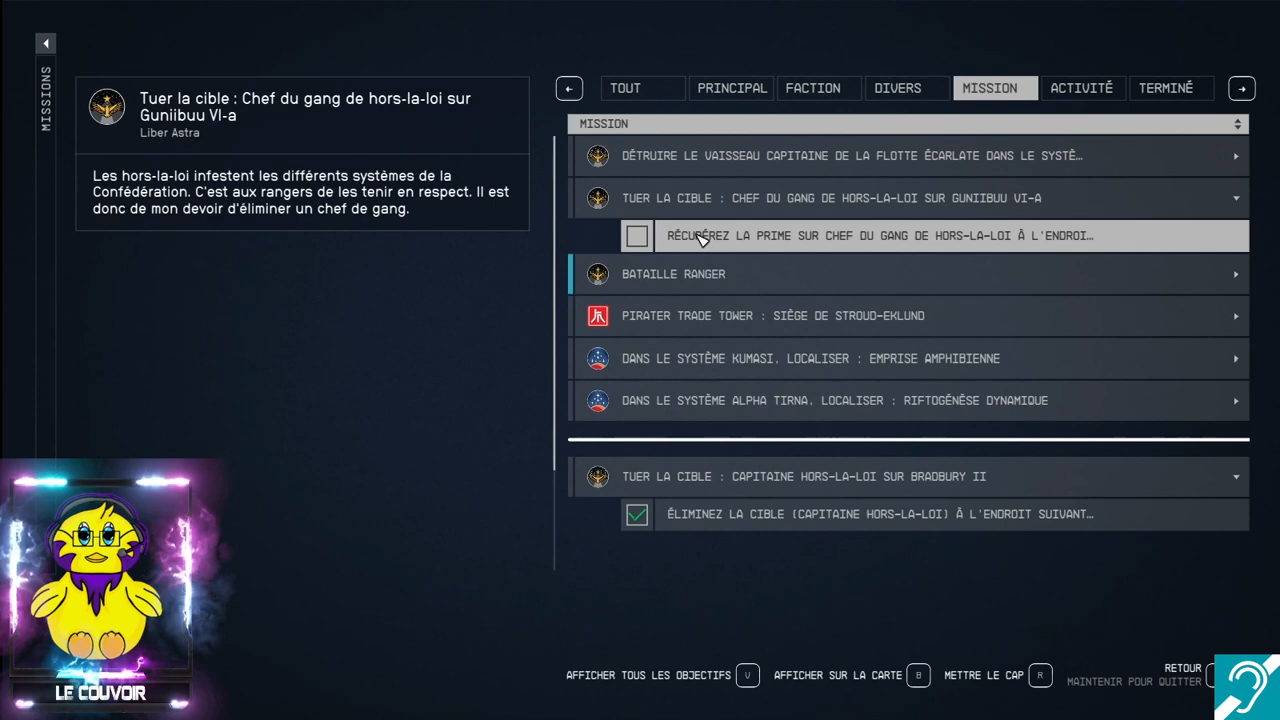 MISSIONS
Tuer la cible : Chef du gang de hors-la-loi sur
Guniibuu VI-a
Liber Astra
Les hors-la-loi infestent les différents systèmes de la
Confédération. C'est aux rangers de les tenir en respect. Il est
donc de mon devoir d'éliminer un chef de gang.
TOUT
PRINCIPAL
FACTION
DIVERS
MISSION
ACTIVITÉ
TERMINÉ
MISSION
DÉTRUIRE LE VAISSEAU CAPITAINE DE LA FLOTTE ÉCARLATE DANS LE SYSTÈ…
TUER LA CIBLE : CHEF DU GANG DE HORS-LA-LOI SUR GUNIIBUU VI-A
RÉCUPÉREZ LA PRIME SUR CHEF DU GANG DE HORS-LA-LOI À L'ENDROI…
BATAILLE RANGER
PIRATER TRADE TOWER : SIÈGE DE STROUD-EKLUND
DANS LE SYSTÈME KUMASI, LOCALISER : EMPRISE AMPHIBIENNE
DANS LE SYSTÈME ALPHA TIRNA, LOCALISER : RIFTOGÉNÈSE DYNAMIQUE
TUER LA CIBLE : CAPITAINE HORS-LA-LOI SUR BRADBURY II
ÉLIMINEZ LA CIBLE (CAPITAINE HORS-LA-LOI) À L'ENDROIT SUIVANT…
AFFICHER TOUS LES OBJECTIFS V
AFFICHER SUR LA CARTE B
METTRE LE CAP R
RETOUR
MAINTENIR POUR QUITTER
LE COUVOIR